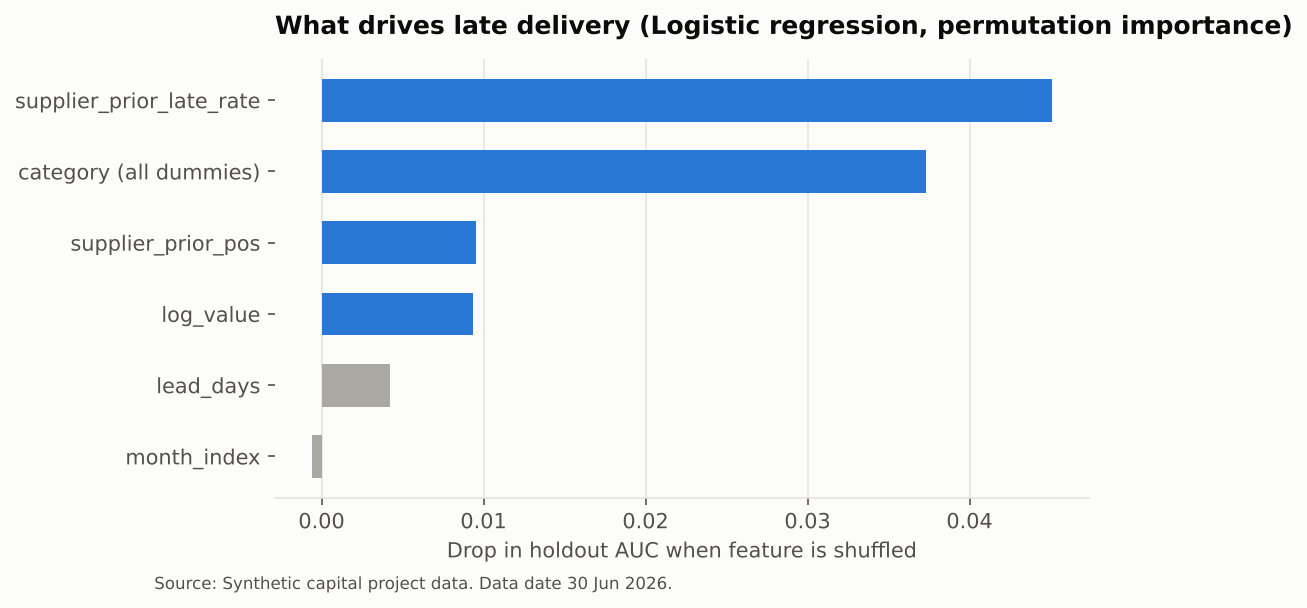 What drives late delivery (Logistic regression, permutation importance)
supplier_prior_late_rate
category (all dummies)
supplier_prior_pos
log_value
lead_days
month_index
0.00 0.01 0.02 0.03 0.04
Drop in holdout AUC when feature is shuffled
Source: Synthetic capital project data. Data date 30 Jun 2026.